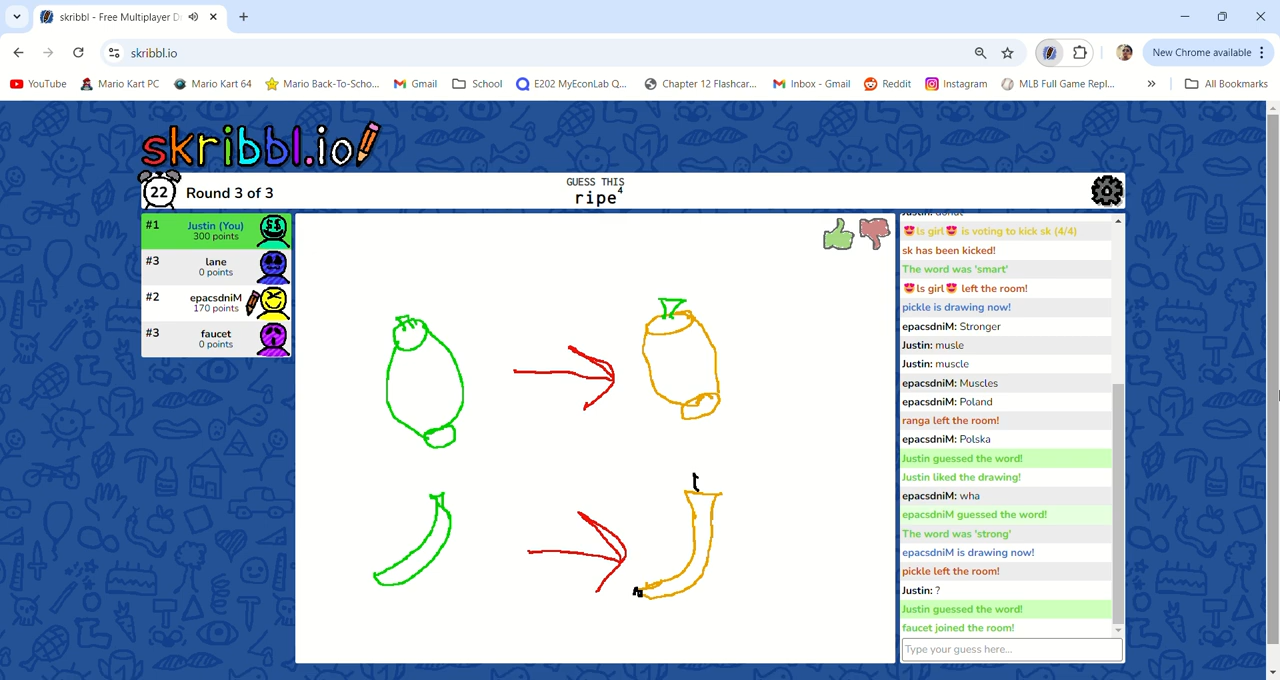 skribbl - Free Multiplayer D
skribbl.io
New Chrome available
YouTube
Mario Kart PC
Mario Kart 64
Mario Back-To-Scho...
Gmail
School
E202 MyEconLab Q...
Chapter 12 Flashcar...
Inbox - Gmail
Reddit
Instagram
MLB Full Game Repl...
»
All Bookmarks
skribbl.io
22
Round 3 of 3
GUESS THIS
ripe4
#1
Justin (You)
300 points
#3
lane
0 points
#2
epacsdniM
170 points
#3
faucet
0 points
t
Justin: donut
😍ls girl😍 is voting to kick sk (4/4)
sk has been kicked!
The word was 'smart'
😍ls girl😍 left the room!
pickle is drawing now!
epacsdniM: Stronger
Justin: musle
Justin: muscle
epacsdniM: Muscles
epacsdniM: Poland
ranga left the room!
epacsdniM: Polska
Justin guessed the word!
Justin liked the drawing!
epacsdniM: wha
epacsdniM guessed the word!
The word was 'strong'
epacsdniM is drawing now!
pickle left the room!
Justin: ?
Justin guessed the word!
faucet joined the room!
Type your guess here...